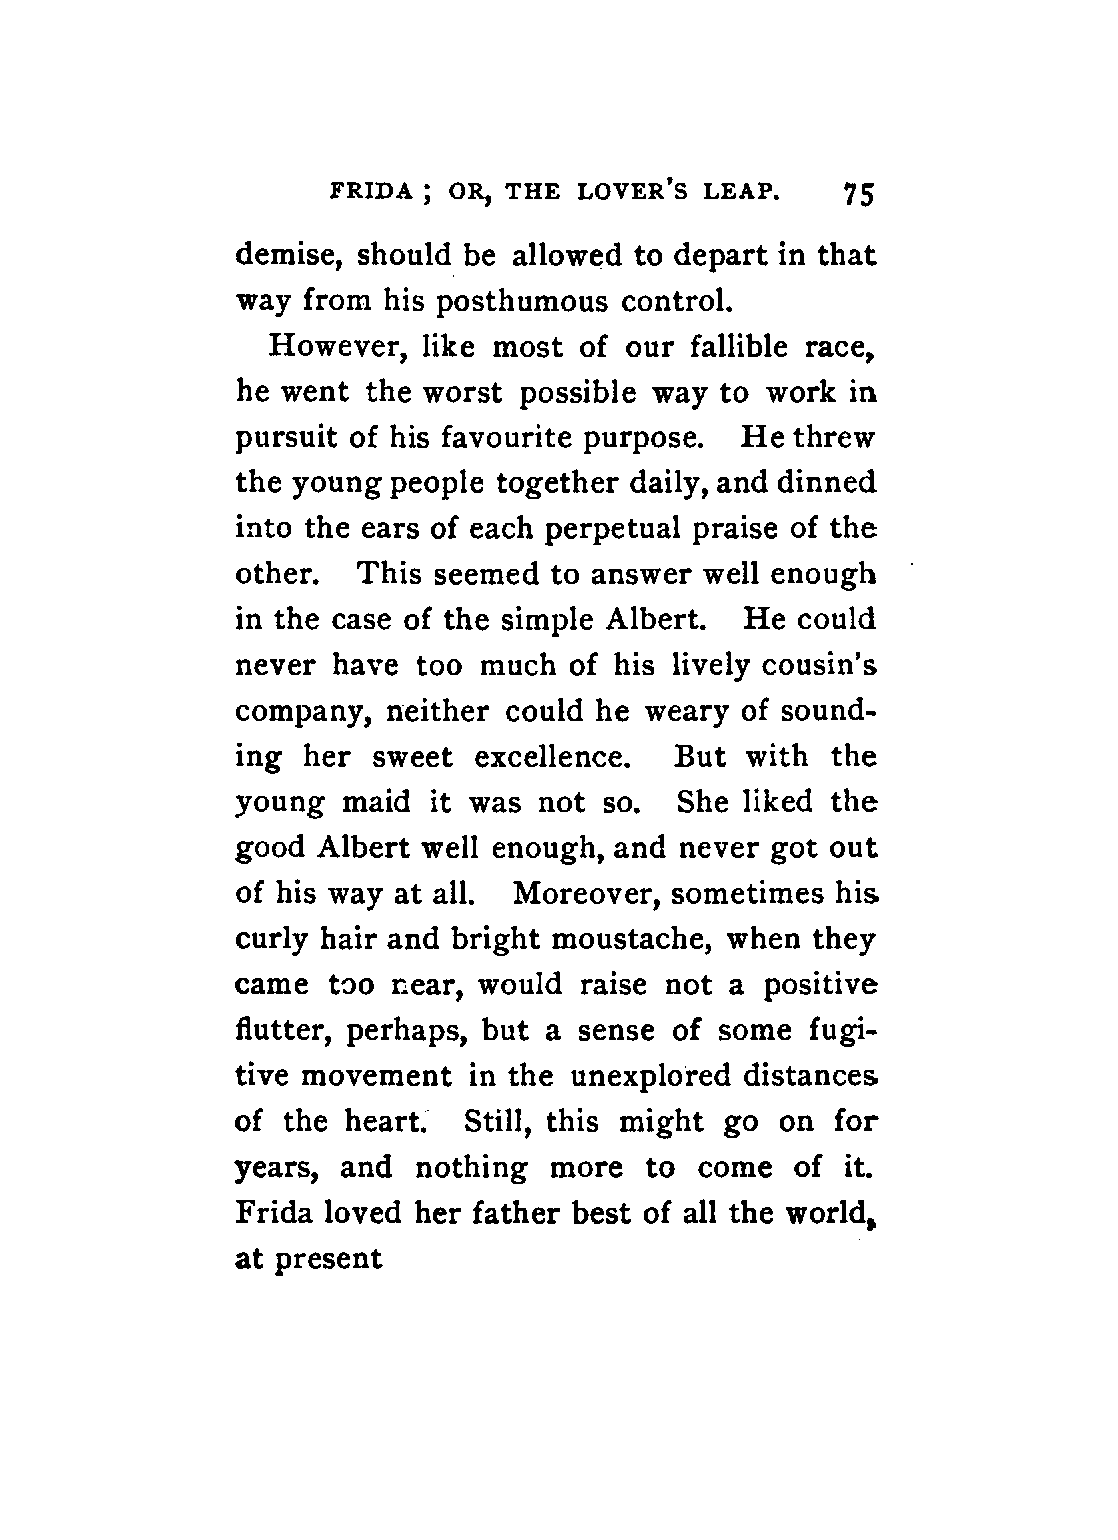 FRIDA ; OR, THE LOVER'S LEAP. 75
demise, should be allowed to depart in that
way from his posthumous control.
However, like most of our fallible race,
he went the worst possible way to work in
pursuit of his favourite purpose. He threw
the young people together daily, and dinned
into the ears of each perpetual praise of the
other. This seemed to answer well enough
in the case of the simple Albert. He could
never have too much of his lively cousin's
company, neither could he weary of sound-
ing her sweet excellence. But with the
young maid it was not so. She liked the
good Albert well enough, and never got out
of his way at all. Moreover, sometimes his
curly hair and bright moustache, when they
came too near, would raise not a positive
flutter, perhaps, but a sense of some fugi-
tive movement in the unexplored distances
of the heart. Still, this might go on for
years, and nothing more to come of it.
Frida loved her father best of all the world,
at present